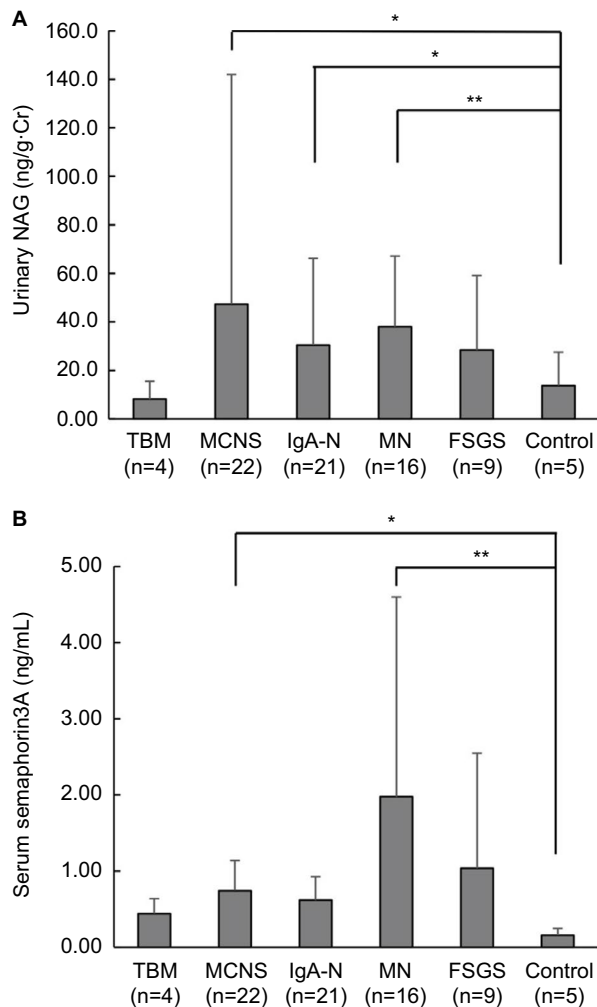 A
Urinary NAG (ng/g·Cr)
160.0
140.0
120.0
100.0
80.0
60.0
40.0
20.0
0.00
*
*
**
TBM MCNS IgA-N MN FSGS Control
(n=4) (n=22) (n=21) (n=16) (n=9) (n=5)
B
Serum semaphorin3A (ng/mL)
5.00
4.00
3.00
2.00
1.00
0.00
*
**
TBM MCNS IgA-N MN FSGS Control
(n=4) (n=22) (n=21) (n=16) (n=9) (n=5)